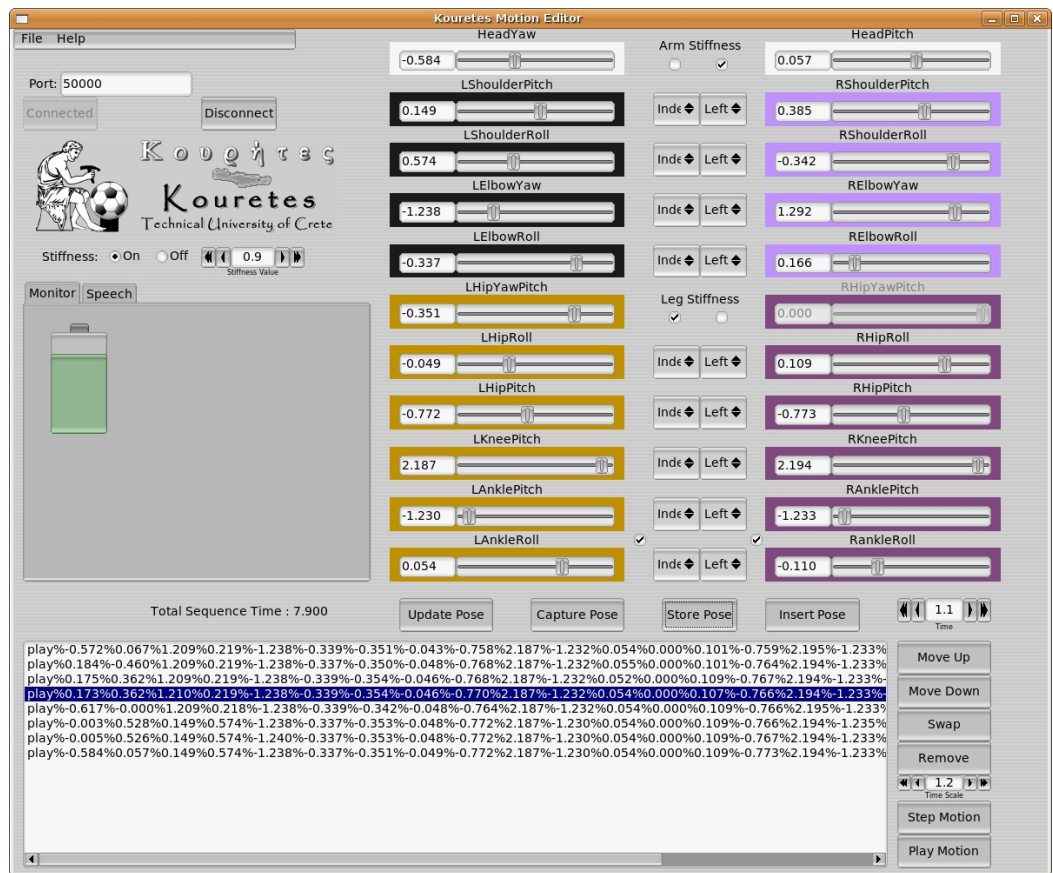 Kouretes Motion Editor
File Help
Port: 50000
Connected Disconnect
Κουρήτες
Kouretes
Technical University of Crete
Stiffness: On Off 0.9
Stiffness Value
Monitor Speech
HeadYaw
-0.584
Arm Stiffness
HeadPitch
0.057
LShoulderPitch
0.149
Inde Left
RShoulderPitch
0.385
LShoulderRoll
0.574
Inde Left
RShoulderRoll
-0.342
LElbowYaw
-1.238
Inde Left
RElbowYaw
1.292
LElbowRoll
-0.337
Inde Left
RElbowRoll
0.166
LHipYawPitch
-0.351
Leg Stiffness
RHipYawPitch
0.000
LHipRoll
-0.049
Inde Left
RHipRoll
0.109
LHipPitch
-0.772
Inde Left
RHipPitch
-0.773
LKneePitch
2.187
Inde Left
RKneePitch
2.194
LAnklePitch
-1.230
Inde Left
RAnklePitch
-1.233
LAnkleRoll
0.054
Inde Left
RankleRoll
-0.110
Total Sequence Time : 7.900
Update Pose Capture Pose Store Pose Insert Pose
1.1
Time
play%-0.572%0.067%1.209%0.219%-1.238%-0.339%-0.351%-0.043%-0.758%2.187%-1.232%0.054%0.000%0.101%-0.759%2.195%-1.233%
play%0.184%-0.460%1.209%0.219%-1.238%-0.337%-0.350%-0.048%-0.768%2.187%-1.232%0.055%0.000%0.101%-0.764%2.194%-1.233%
play%0.175%0.362%1.209%0.219%-1.238%-0.339%-0.354%-0.046%-0.768%2.187%-1.232%0.052%0.000%0.109%-0.767%2.194%-1.233%-
play%0.173%0.362%1.210%0.219%-1.238%-0.339%-0.354%-0.046%-0.770%2.187%-1.232%0.054%0.000%0.107%-0.766%2.194%-1.233%-
play%-0.617%-0.000%1.209%0.218%-1.238%-0.339%-0.342%-0.048%-0.764%2.187%-1.232%0.054%0.000%0.109%-0.766%2.195%-1.233%
play%-0.003%0.528%0.149%0.574%-1.238%-0.337%-0.353%-0.048%-0.772%2.187%-1.230%0.054%0.000%0.109%-0.766%2.194%-1.235%
play%-0.005%0.526%0.149%0.574%-1.240%-0.337%-0.353%-0.048%-0.772%2.187%-1.230%0.054%0.000%0.109%-0.767%2.194%-1.233%
play%-0.584%0.057%0.149%0.574%-1.238%-0.337%-0.351%-0.049%-0.772%2.187%-1.230%0.054%0.000%0.109%-0.773%2.194%-1.233%
Move Up
Move Down
Swap
Remove
1.2
Time Scale
Step Motion
Play Motion